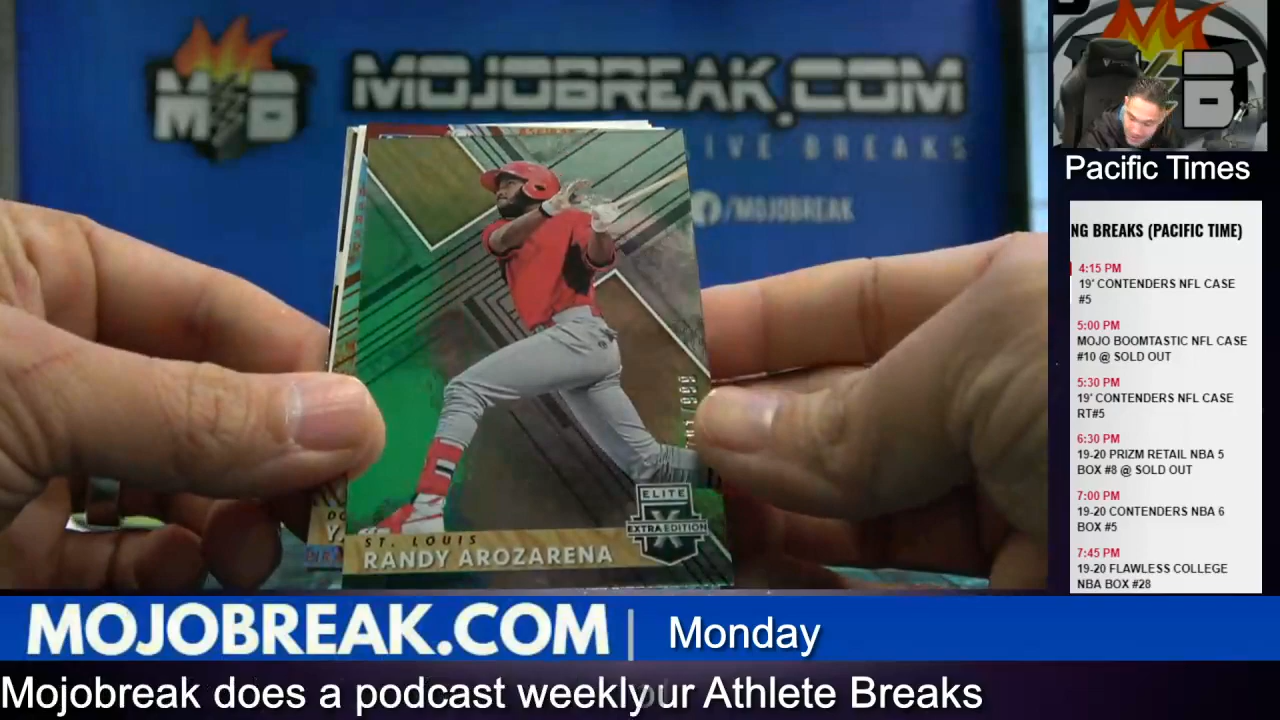 MOJOBREAK.COM
M B
IVE BREAKS
/MOJOBREAK
B
Pacific Times
NG BREAKS (PACIFIC TIME)
4:15 PM
19' CONTENDERS NFL CASE
#5
5:00 PM
MOJO BOOMTASTIC NFL CASE
#10 @ SOLD OUT
5:30 PM
19' CONTENDERS NFL CASE
RT#5
6:30 PM
19-20 PRIZM RETAIL NBA 5
BOX #8 @ SOLD OUT
7:00 PM
19-20 CONTENDERS NBA 6
BOX #5
7:45 PM
19-20 FLAWLESS COLLEGE
NBA BOX #28
/999
ELITE
X
EXTRA EDITION
ST. LOUIS
RANDY AROZARENA
MOJOBREAK.COM | Monday
Mojobreak does a podcast weekly ur Athlete Breaks